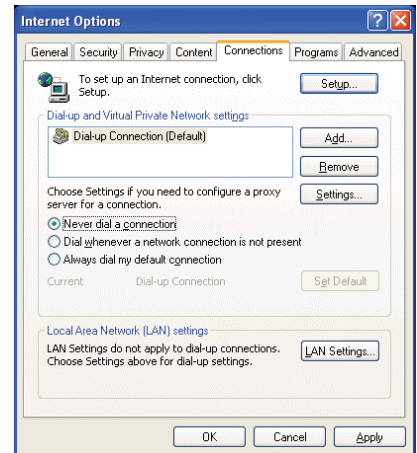 Internet Options
General Security Privacy Content Connections Programs Advanced
To set up an Internet connection, click
Setup.
Setup...
Dial-up and Virtual Private Network settings
Dial-up Connection (Default)
Add...
Remove
Choose Settings if you need to configure a proxy
server for a connection.
Settings...
Never dial a connection
Dial whenever a network connection is not present
Always dial my default connection
Current Dial-up Connection Set Default
Local Area Network (LAN) settings
LAN Settings do not apply to dial-up connections.
Choose Settings above for dial-up settings.
LAN Settings...
OK Cancel Apply